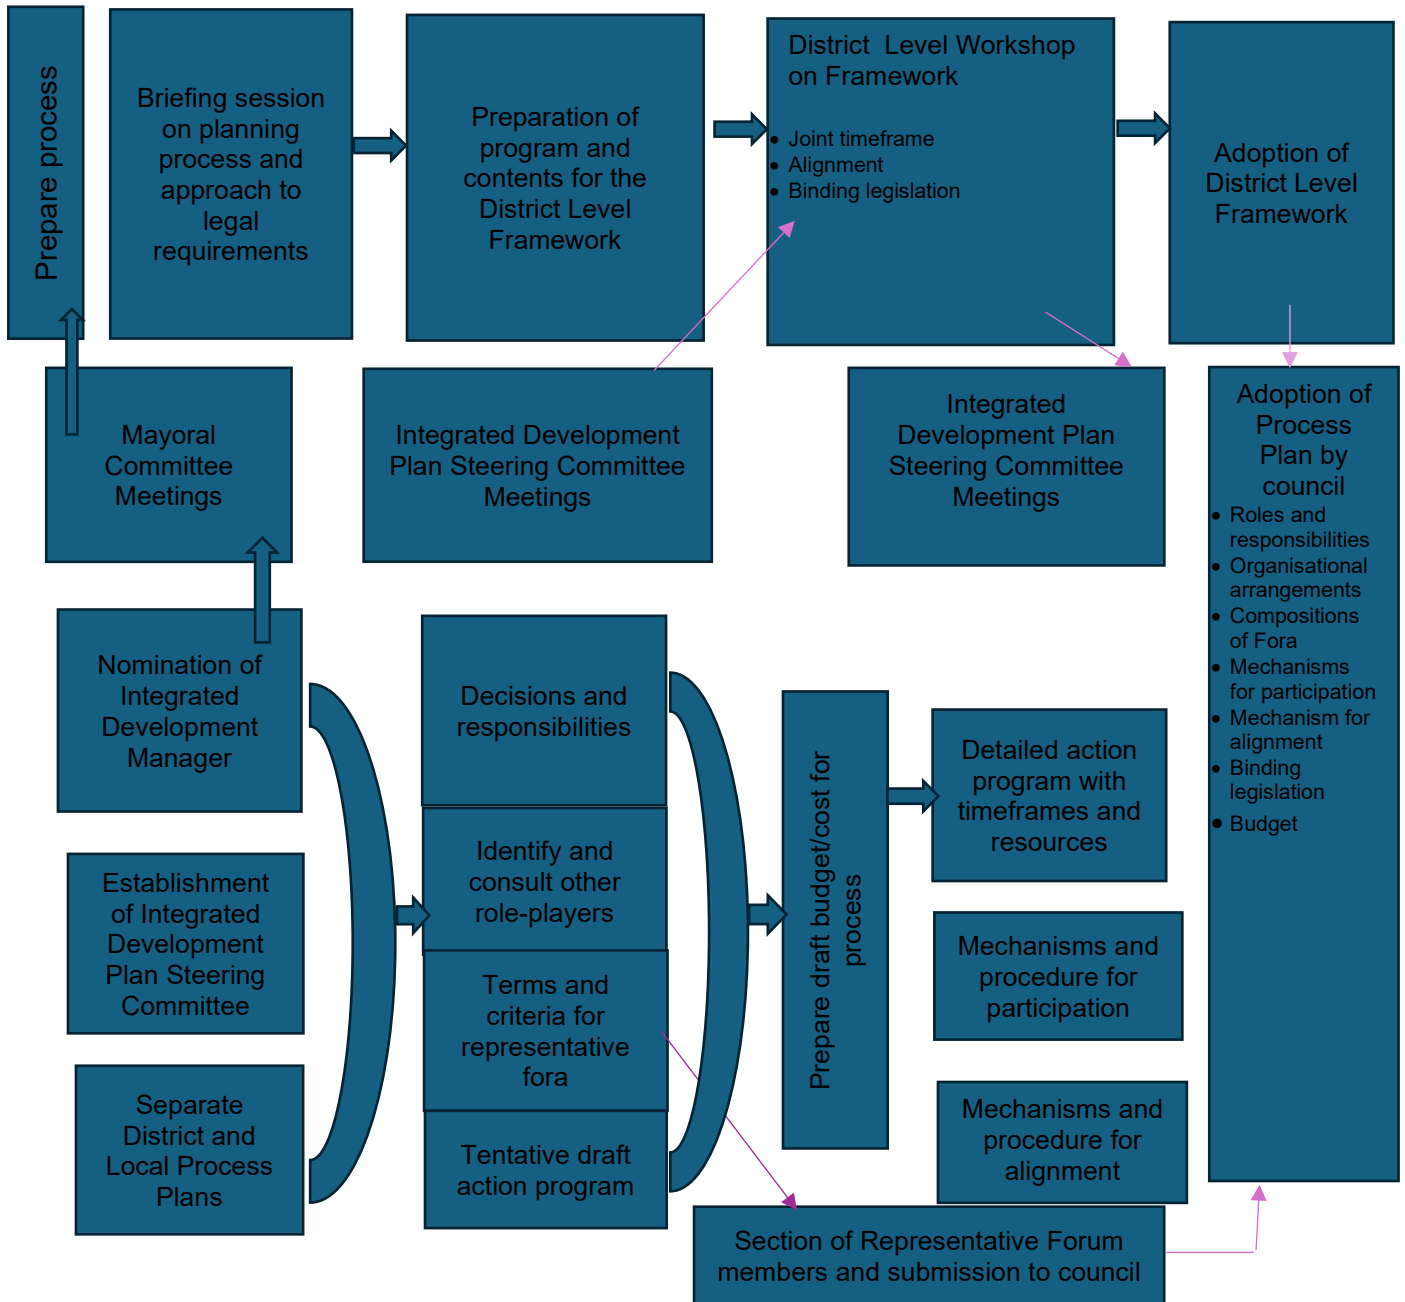 Prepare process
Briefing session
on planning
process and
approach to
legal
requirements
Preparation of
program and
contents for the
District Level
Framework
District Level Workshop
on Framework
• Joint timeframe
• Alignment
• Binding legislation
Adoption of
District Level
Framework
Mayoral
Committee
Meetings
Integrated Development
Plan Steering Committee
Meetings
Integrated
Development Plan
Steering Committee
Meetings
Adoption of
Process
Plan by
council
• Roles and
responsibilities
• Organisational
arrangements
• Compositions
of Fora
• Mechanisms
for participation
• Mechanism for
alignment
• Binding
legislation
• Budget
Nomination of
Integrated
Development
Manager
Establishment
of Integrated
Development
Plan Steering
Committee
Separate
District and
Local Process
Plans
Decisions and
responsibilities
Identify and
consult other
role-players
Terms and
criteria for
representative
fora
Tentative draft
action program
Prepare draft budget/cost for
process
Detailed action
program with
timeframes and
resources
Mechanisms and
procedure for
participation
Mechanisms and
procedure for
alignment
Section of Representative Forum
members and submission to council